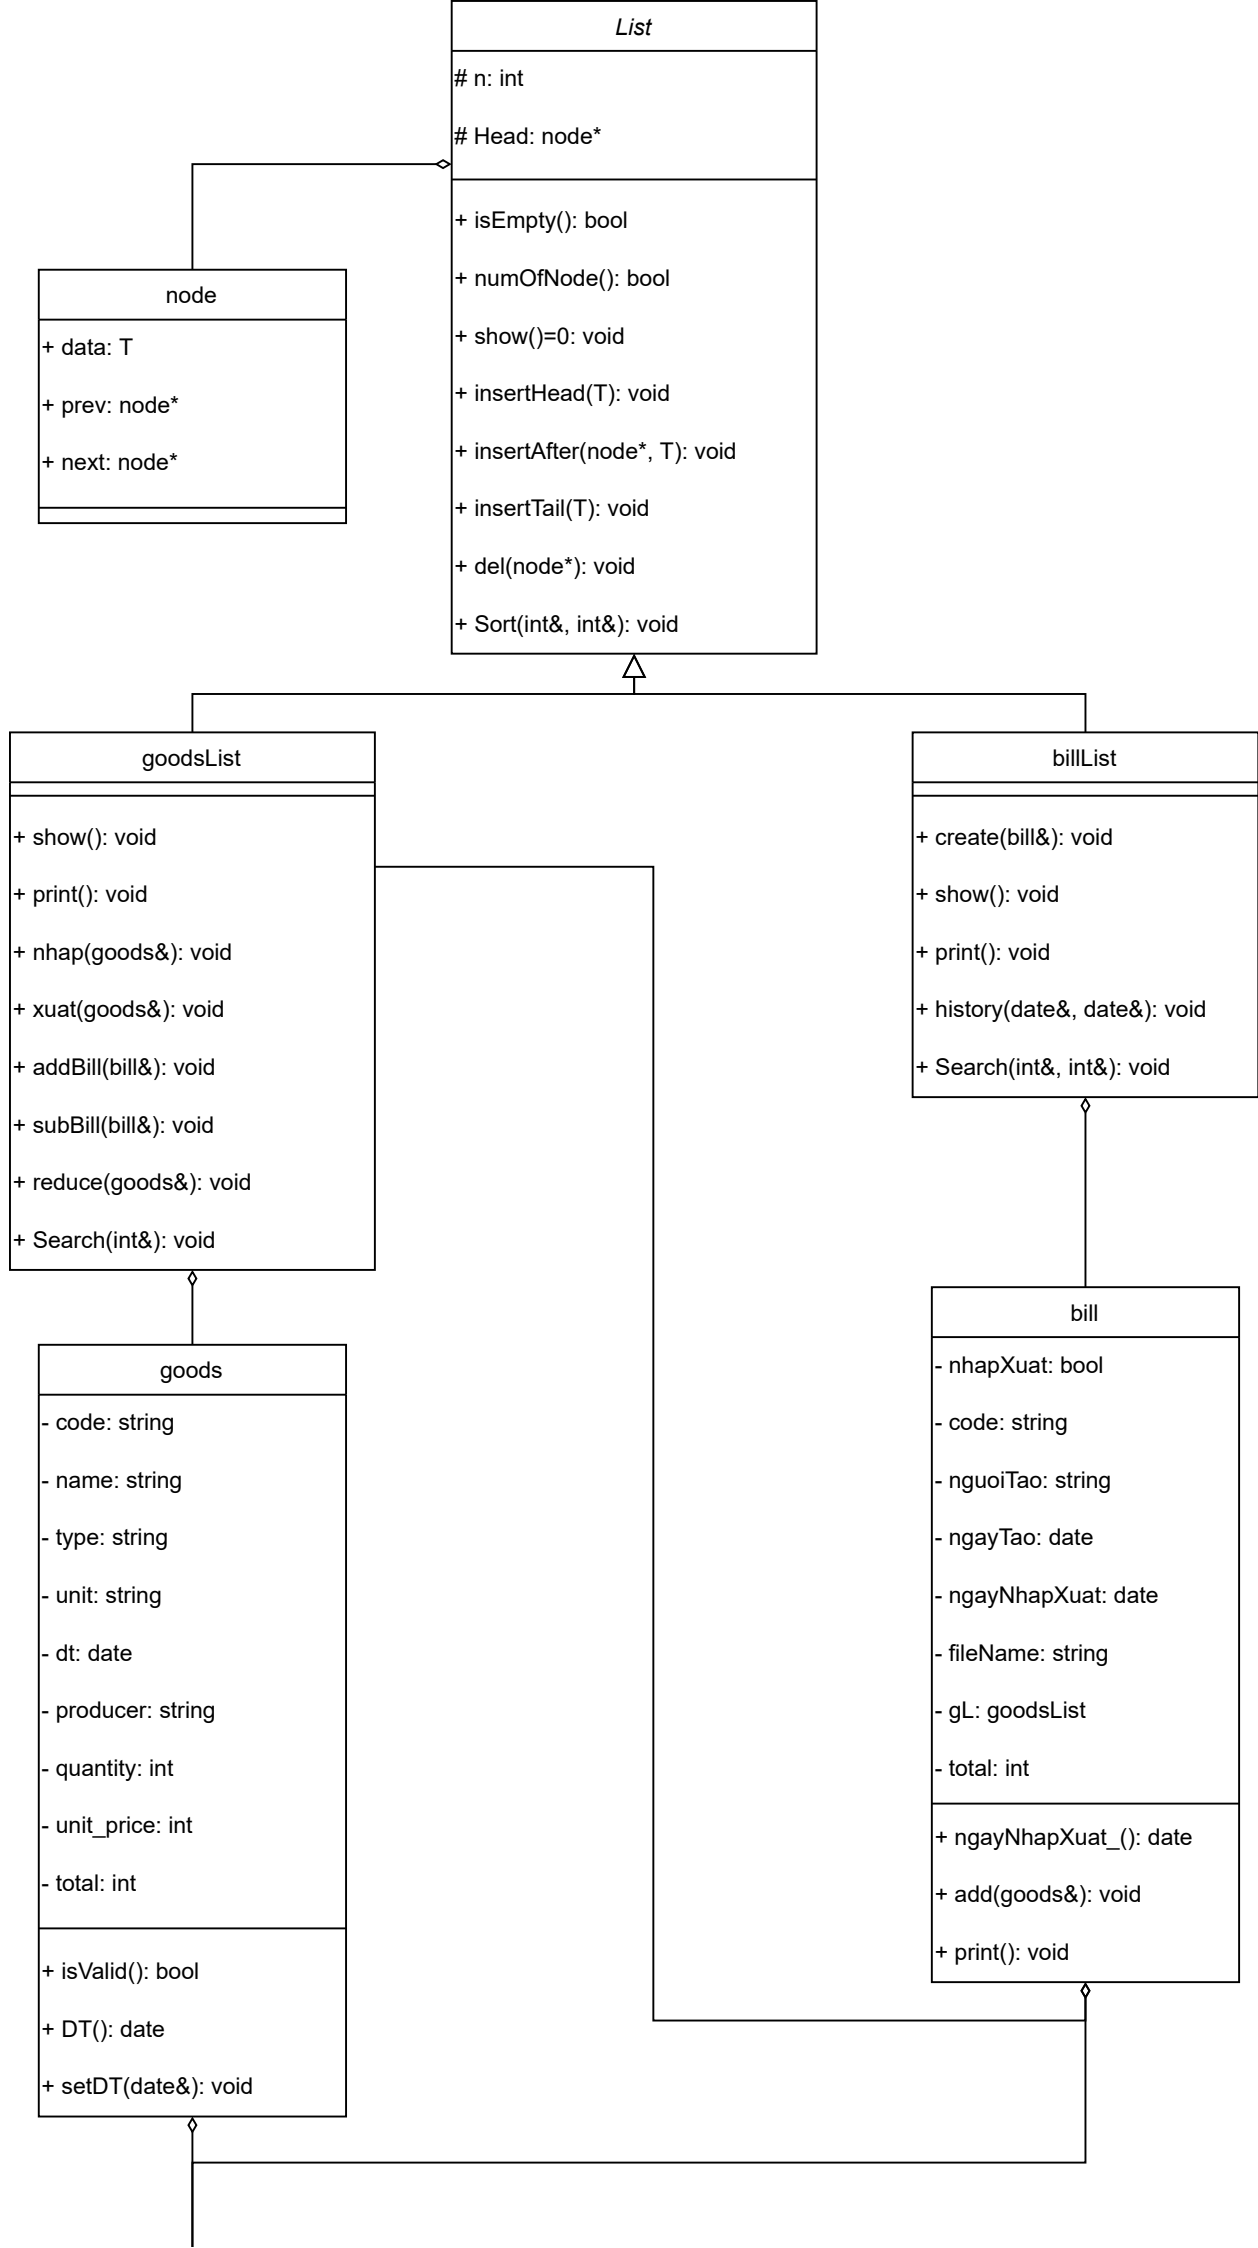 List
# n: int
# Head: node*
+ isEmpty(): bool
+ numOfNode(): bool
+ show()=0: void
+ insertHead(T): void
+ insertAfter(node*, T): void
+ insertTail(T): void
+ del(node*): void
+ Sort(int&, int&): void
node
+ data: T
+ prev: node*
+ next: node*
goodsList
+ show(): void
+ print(): void
+ nhap(goods&): void
+ xuat(goods&): void
+ addBill(bill&): void
+ subBill(bill&): void
+ reduce(goods&): void
+ Search(int&): void
billList
+ create(bill&): void
+ show(): void
+ print(): void
+ history(date&, date&): void
+ Search(int&, int&): void
goods
- code: string
- name: string
- type: string
- unit: string
- dt: date
- producer: string
- quantity: int
- unit_price: int
- total: int
+ isValid(): bool
+ DT(): date
+ setDT(date&): void
bill
- nhapXuat: bool
- code: string
- nguoiTao: string
- ngayTao: date
- ngayNhapXuat: date
- fileName: string
- gL: goodsList
- total: int
+ ngayNhapXuat_(): date
+ add(goods&): void
+ print(): void